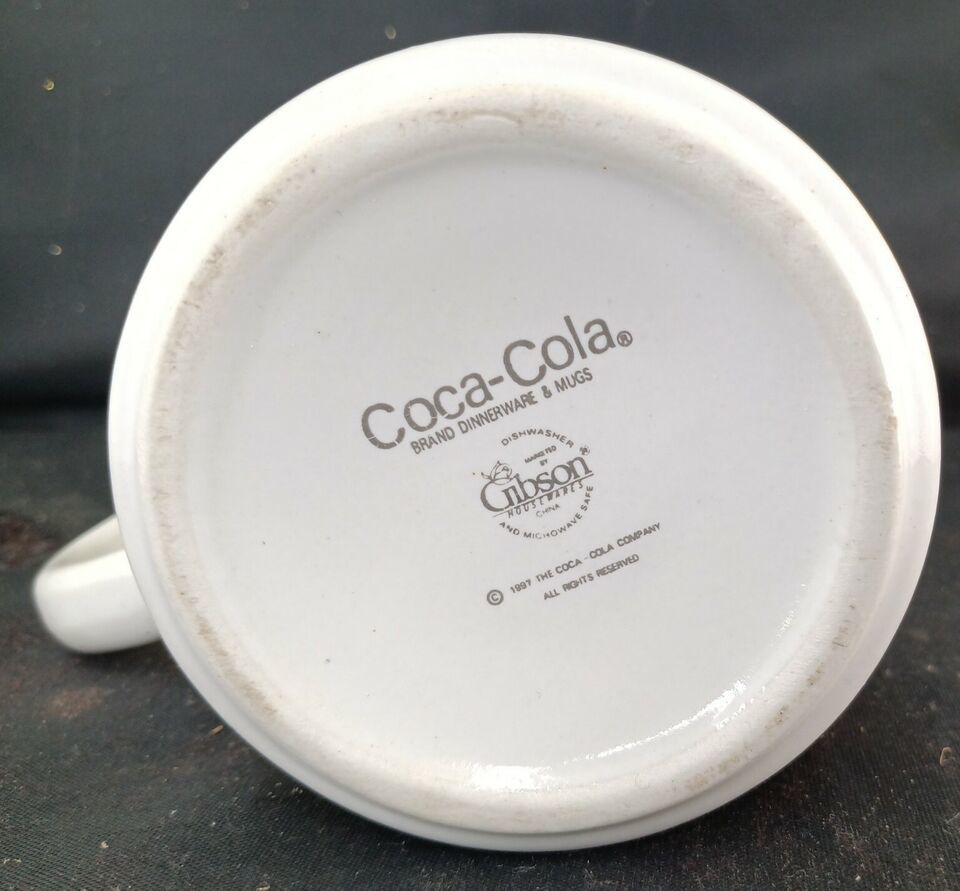 Coca-Cola®
BRAND DINNERWARE & MUGS
DISHWASHER
MARKETED
BY
Gibson®
HOUSEWARES
CHINA
AND MICROWAVE SAFE
© 1997 THE COCA-COLA COMPANY
ALL RIGHTS RESERVED